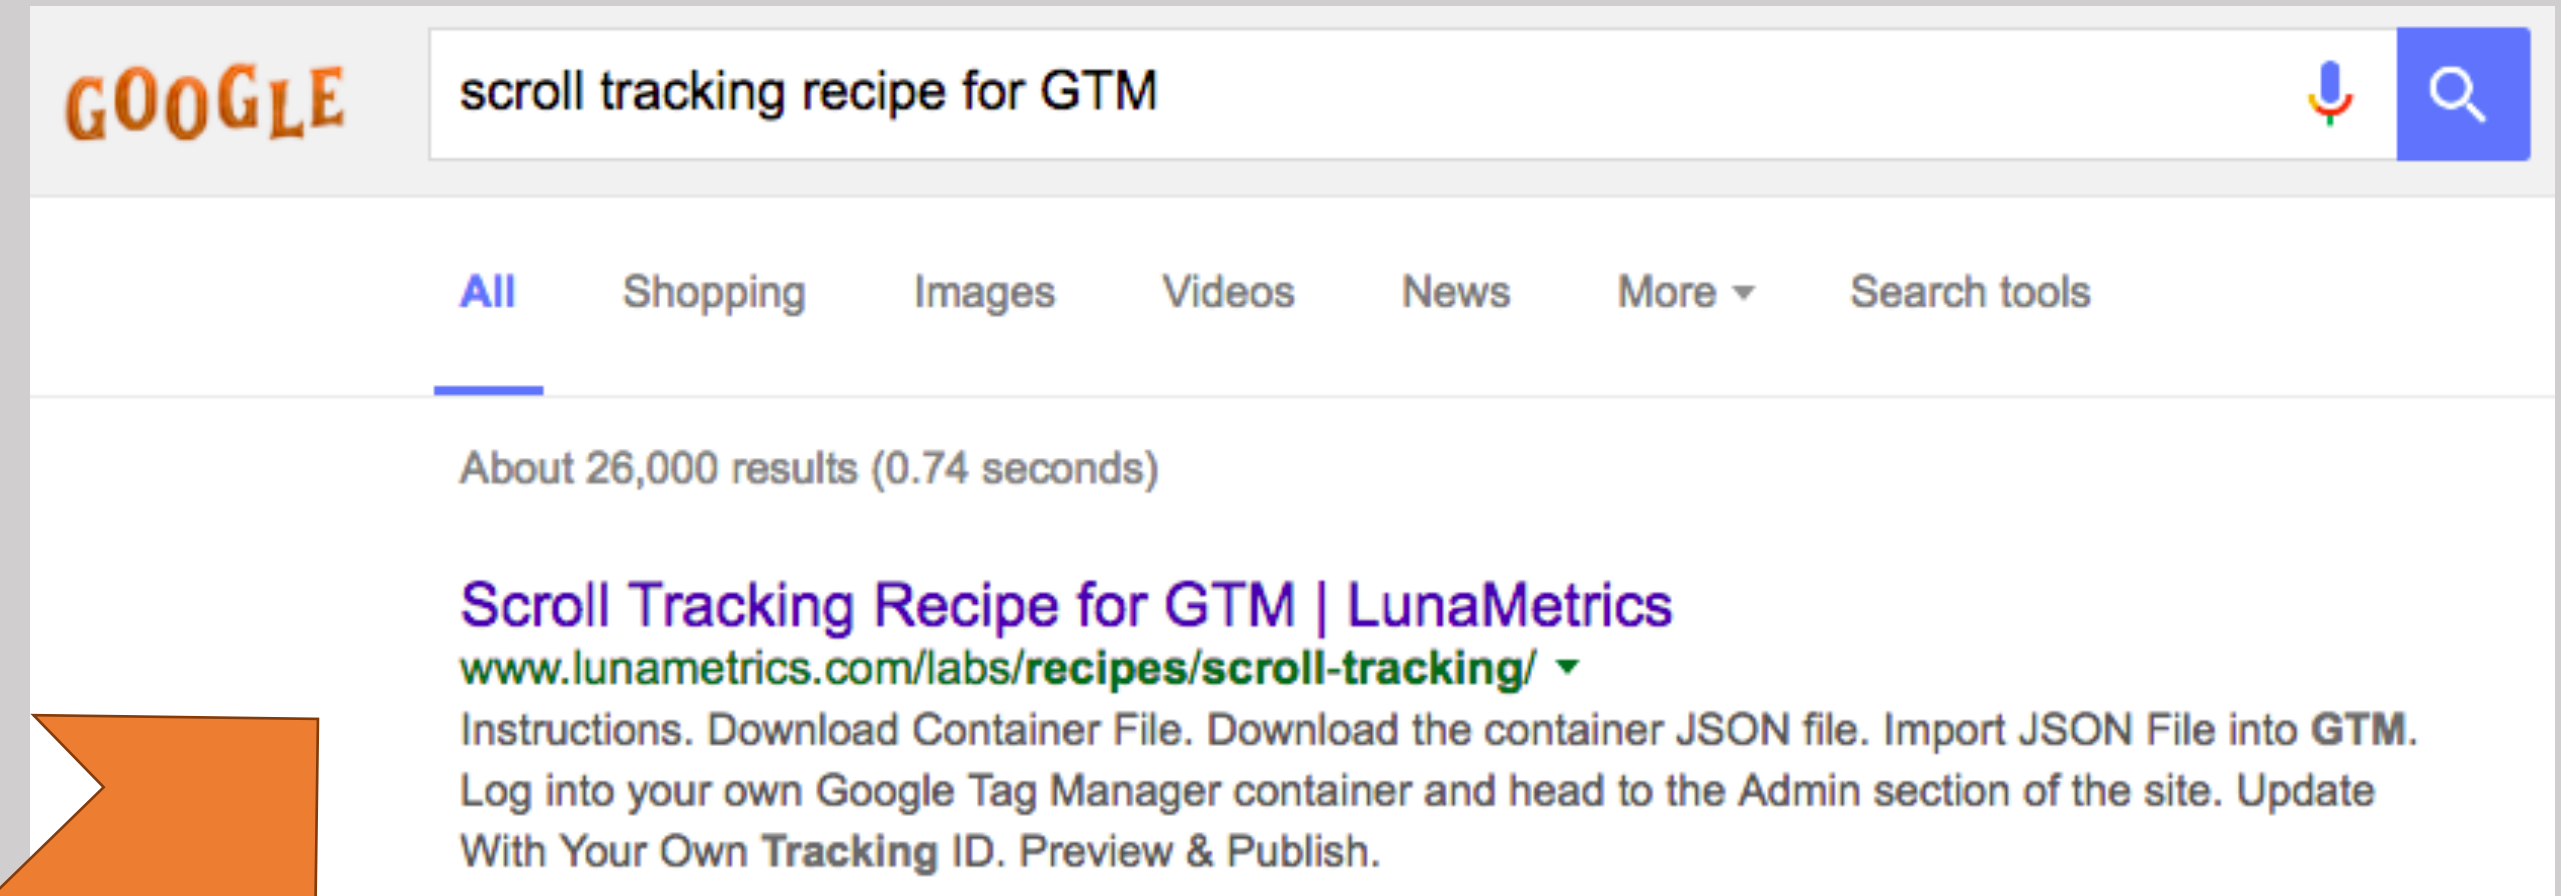 GOOGLE
scroll tracking recipe for GTM
All Shopping Images Videos News More Search tools
About 26,000 results (0.74 seconds)
Scroll Tracking Recipe for GTM | LunaMetrics
www.lunametrics.com/labs/recipes/scroll-tracking/
Instructions. Download Container File. Download the container JSON file. Import JSON File into GTM.
Log into your own Google Tag Manager container and head to the Admin section of the site. Update
With Your Own Tracking ID. Preview & Publish.